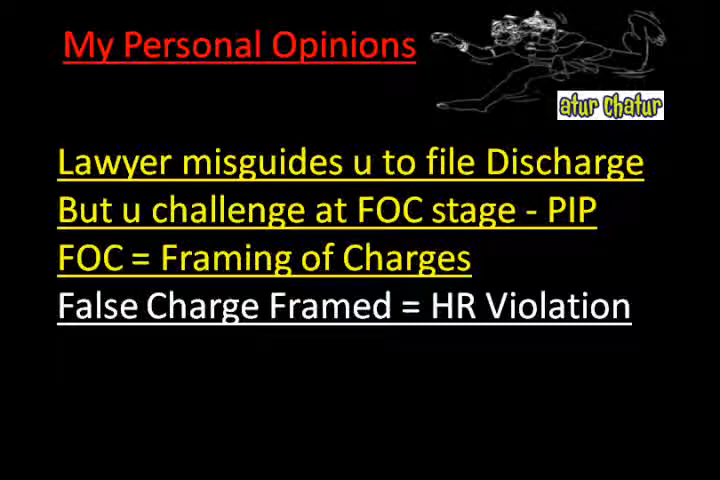 My Personal Opinions
atur chatur
Lawyer misguides u to file Discharge
But u challenge at FOC stage - PIP
FOC = Framing of Charges
False Charge Framed = HR Violation